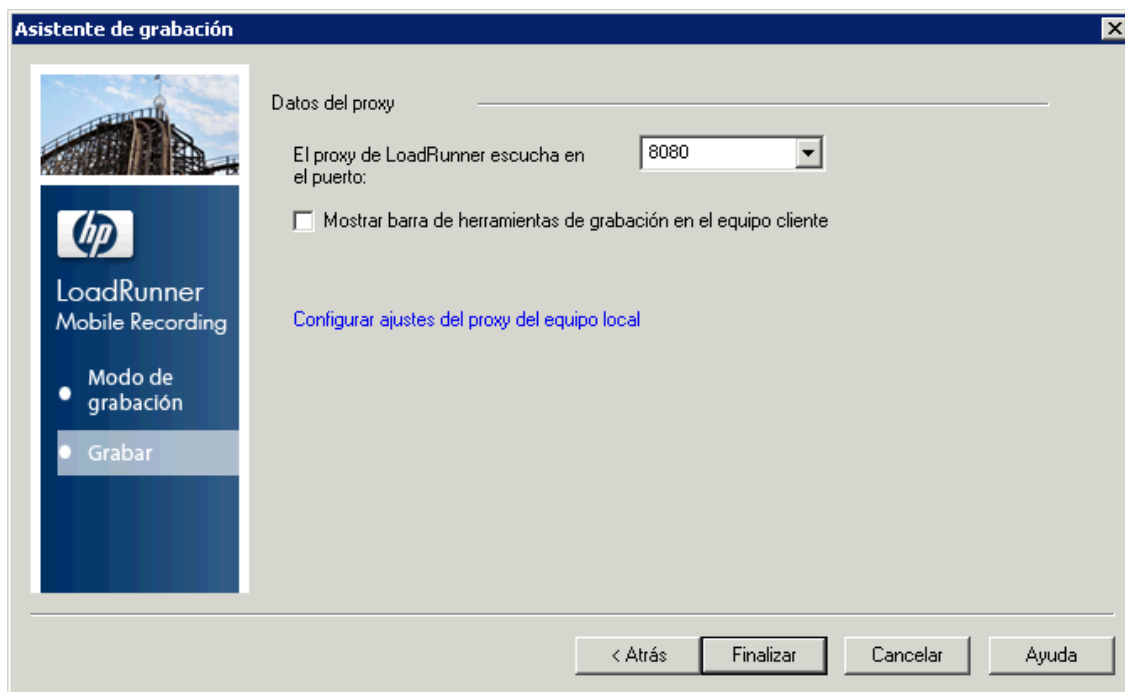 Asistente de grabación
hp
LoadRunner
Mobile Recording
Modo de
grabación
Grabar
Datos del proxy
El proxy de LoadRunner escucha en
el puerto:
8080
Mostrar barra de herramientas de grabación en el equipo cliente
Configurar ajustes del proxy del equipo local
< Atrás
Finalizar
Cancelar
Ayuda